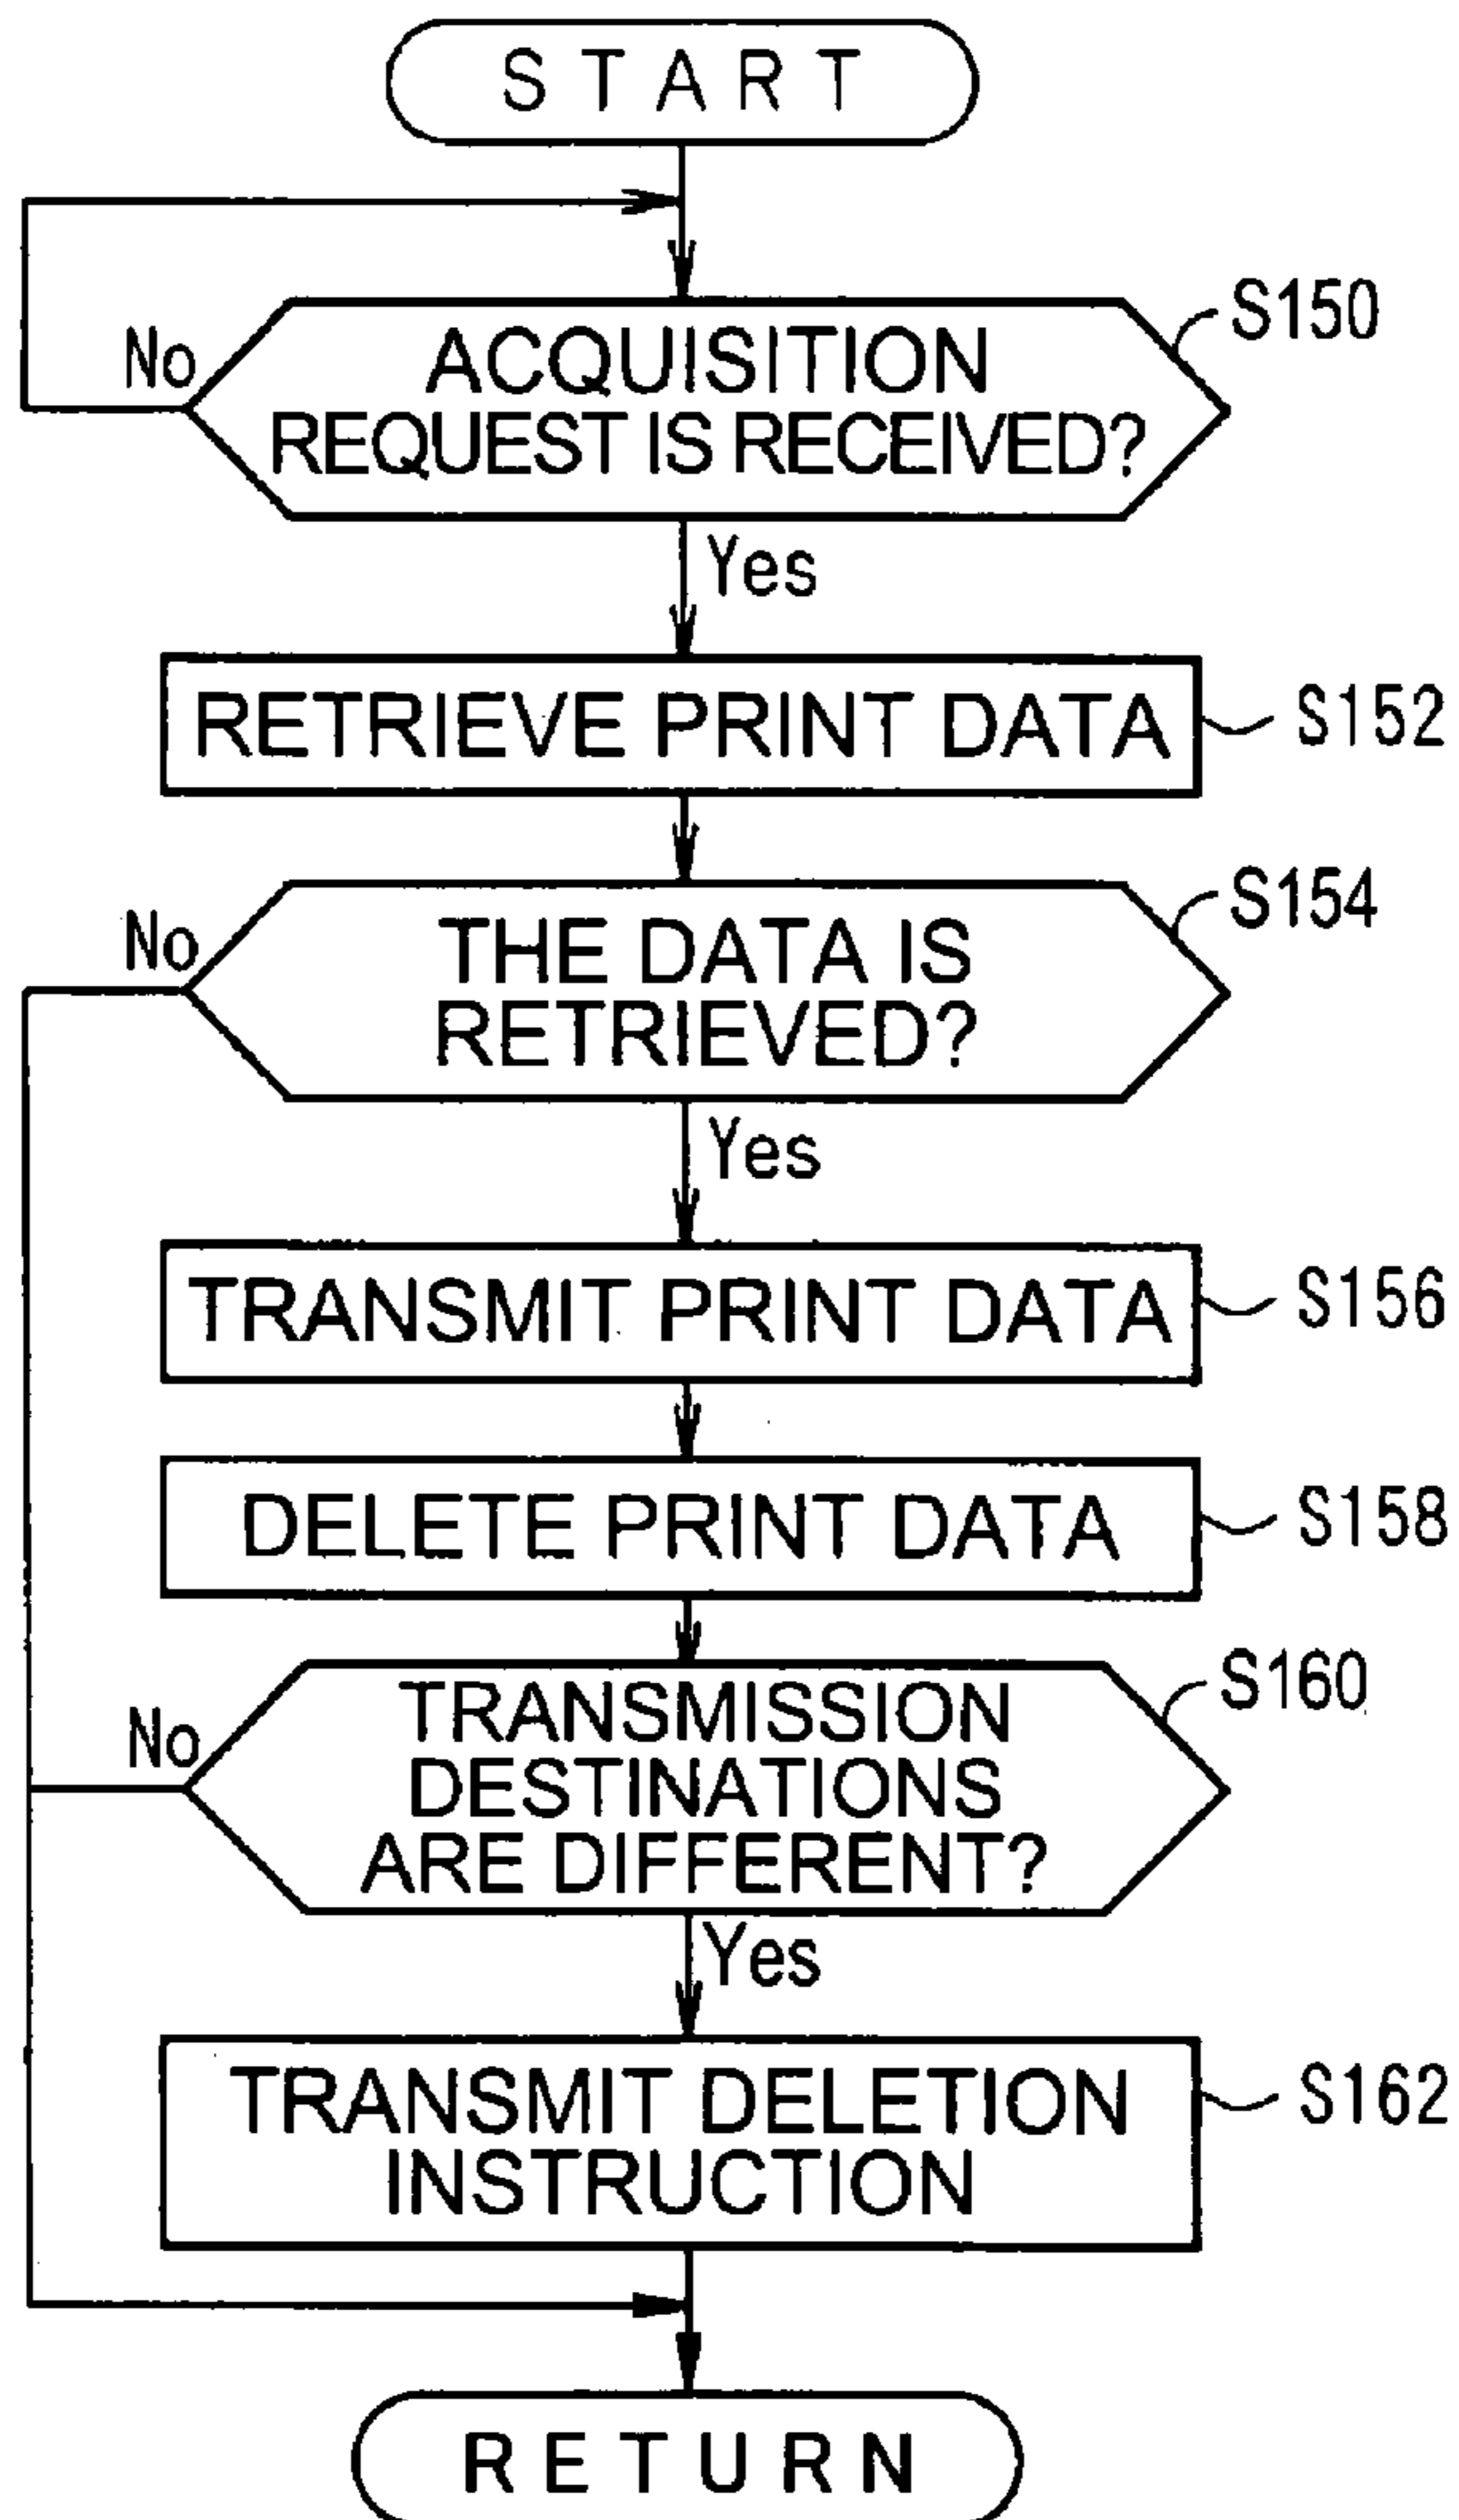 START
S150
No
ACQUISITION
REQUEST IS RECEIVED?
Yes
RETRIEVE PRINT DATA
S152
S154
No
THE DATA IS
RETRIEVED?
Yes
TRANSMIT PRINT DATA
S156
DELETE PRINT DATA
S158
S160
No
TRANSMISSION
DESTINATIONS
ARE DIFFERENT?
Yes
TRANSMIT DELETION
INSTRUCTION
S162
RETURN